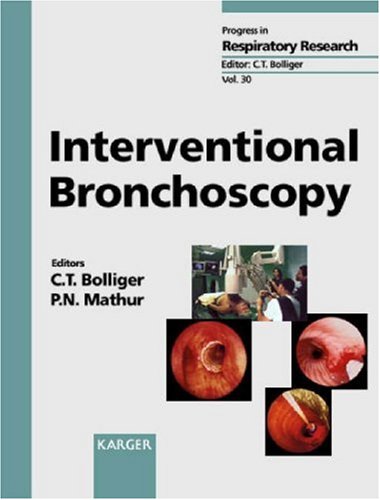 Progress in
Respiratory Research
Editor: C.T. Bolliger
Vol. 30
Interventional
Bronchoscopy
Editors
C.T. Bolliger
P.N. Mathur
KARGER